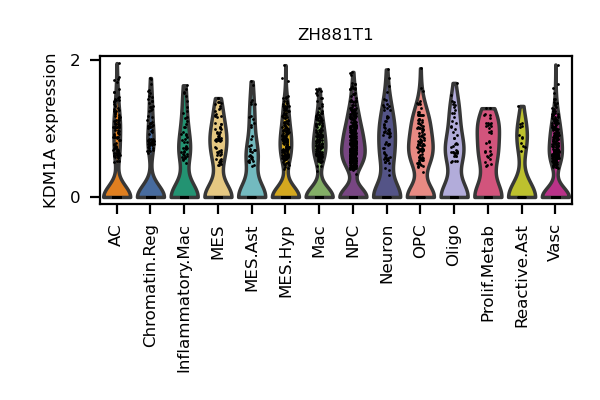 ZH881T1
KDM1A expression
2
0
AC
Chromatin.Reg
Inflammatory.Mac
MES
MES.Ast
MES.Hyp
Mac
NPC
Neuron
OPC
Oligo
Prolif.Metab
Reactive.Ast
Vasc